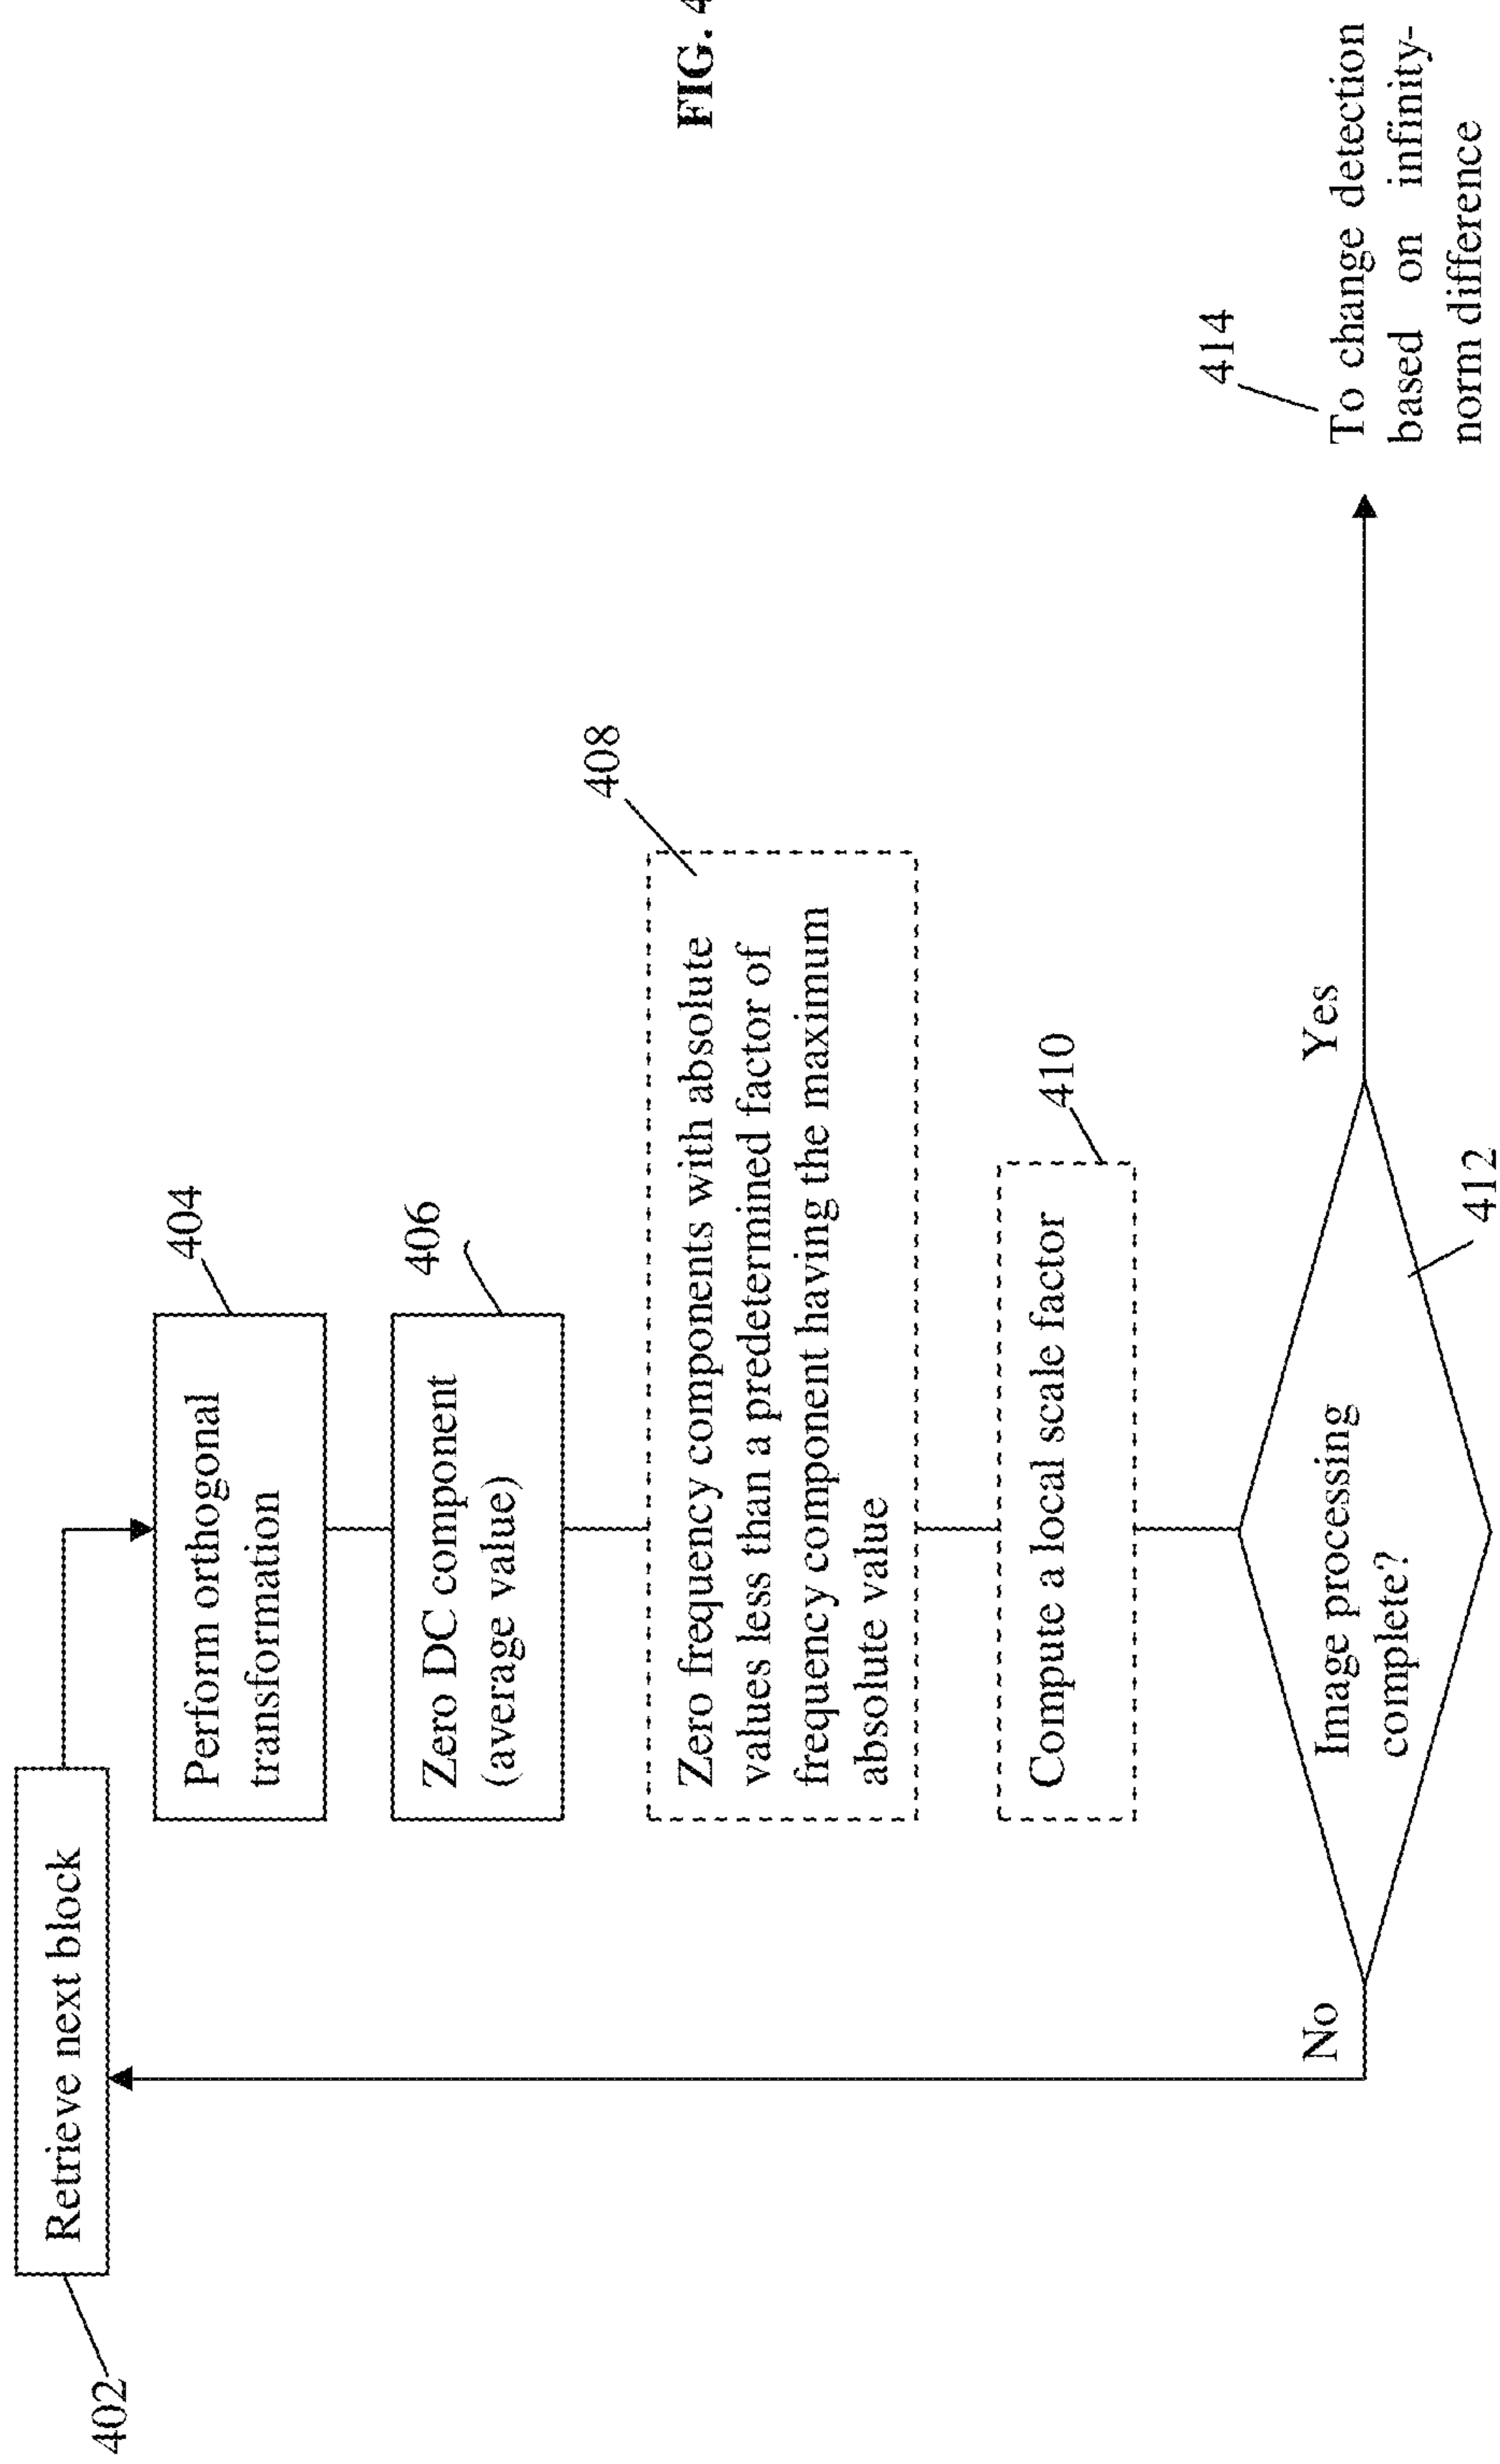 402
Retrieve next block
404
Perform orthogonal
transformation
406
Zero DC component
(average value)
408
Zero frequency components with absolute
values less than a predetermined factor of
frequency component having the maximum
absolute value
410
Compute a local scale factor
No
Image processing
complete?
412
Yes
414
To change detection
based on infinity-
norm difference
FIG. 4